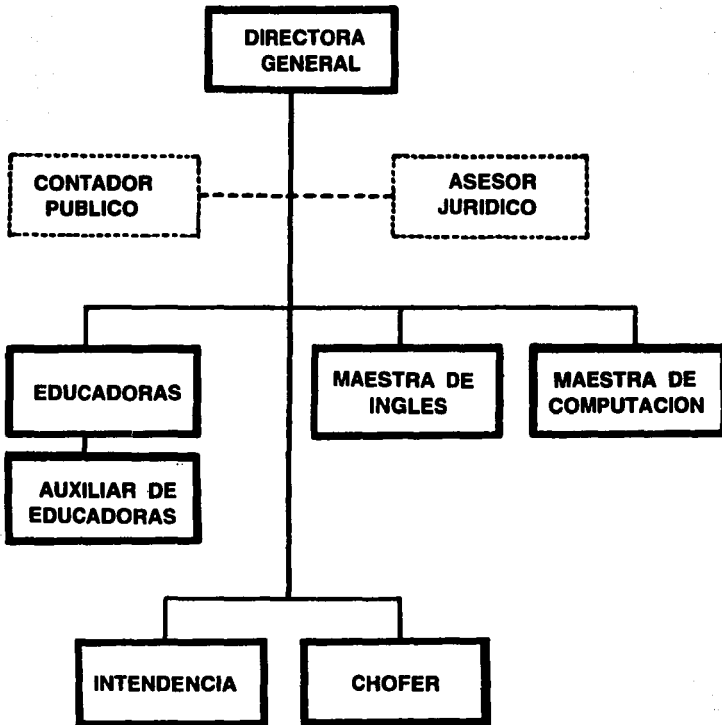 DIRECTORA
GENERAL
CONTADOR
PUBLICO
ASESOR
JURIDICO
EDUCADORAS
MAESTRA DE
INGLES
MAESTRA DE
COMPUTACION
AUXILIAR DE
EDUCADORAS
INTENDENCIA
CHOFER